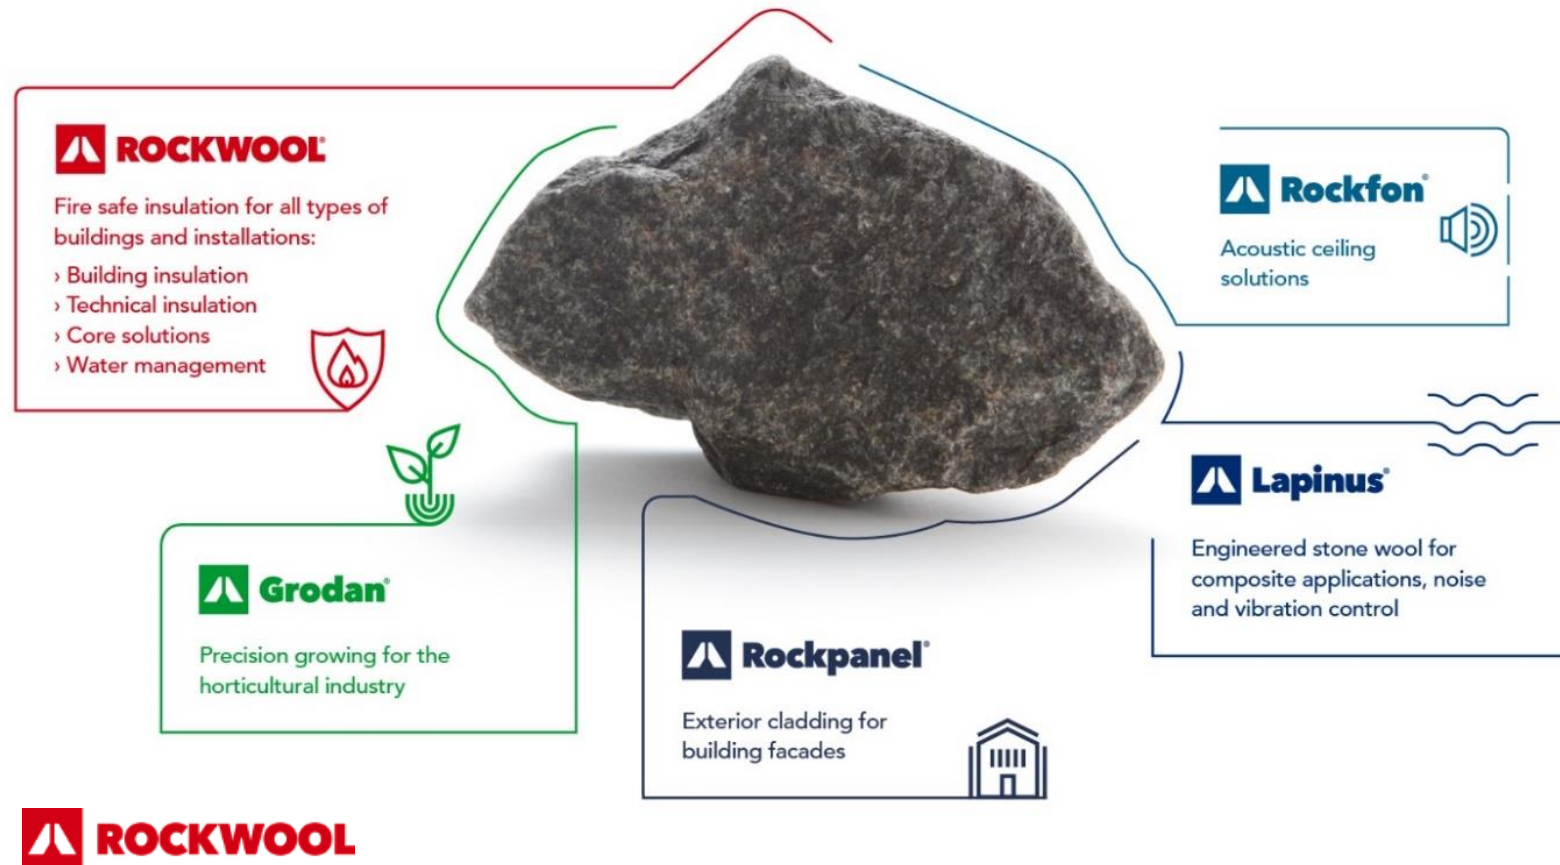 ROCKWOOL®
Fire safe insulation for all types of
buildings and installations:
› Building insulation
› Technical insulation
› Core solutions
› Water management
Rockfon®
Acoustic ceiling
solutions
Lapinus®
Engineered stone wool for
composite applications, noise
and vibration control
Grodan®
Precision growing for the
horticultural industry
Rockpanel®
Exterior cladding for
building facades
ROCKWOOL